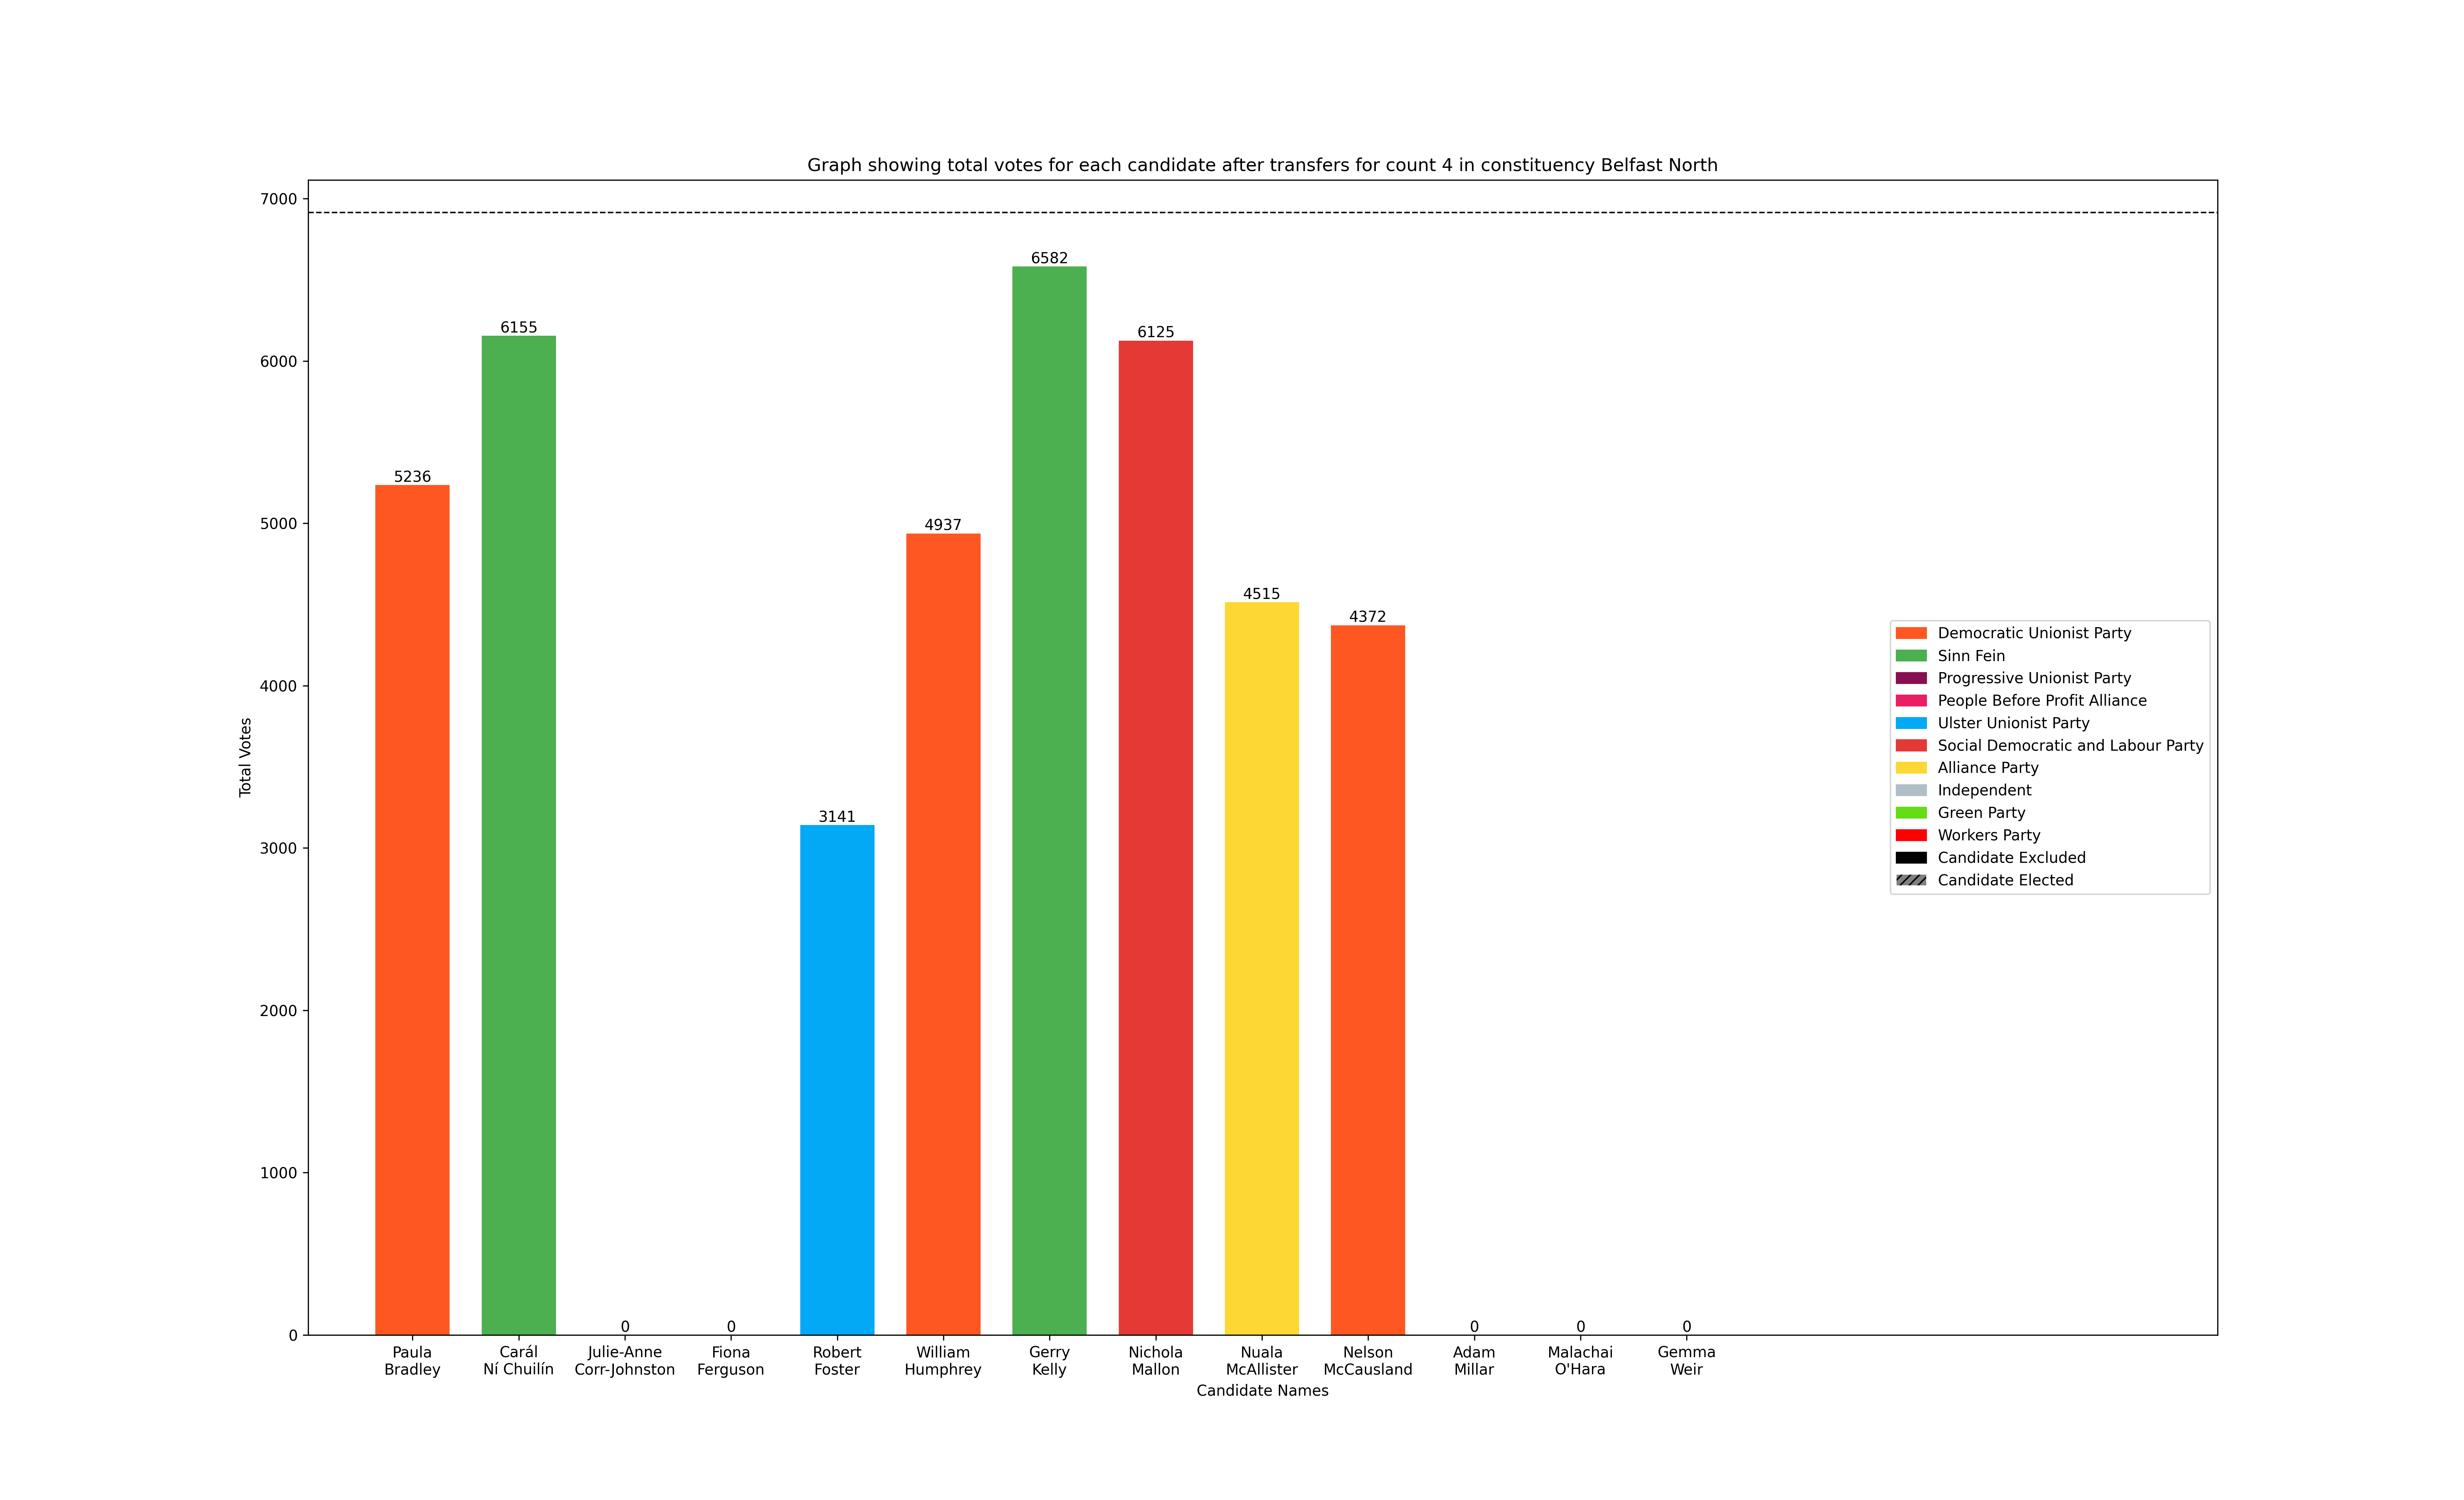 Graph showing total votes for each candidate after transfers for count 4 in constituency Belfast North
7000
6000
5000
4000
3000
2000
1000
0
Total Votes
5236
6155
0
0
3141
4937
6582
6125
4515
4372
0
0
0
Paula
Bradley
Carál
Ní Chuilín
Julie-Anne
Corr-Johnston
Fiona
Ferguson
Robert
Foster
William
Humphrey
Gerry
Kelly
Nichola
Mallon
Nuala
McAllister
Nelson
McCausland
Adam
Millar
Malachai
O'Hara
Gemma
Weir
Candidate Names
Democratic Unionist Party
Sinn Fein
Progressive Unionist Party
People Before Profit Alliance
Ulster Unionist Party
Social Democratic and Labour Party
Alliance Party
Independent
Green Party
Workers Party
Candidate Excluded
Candidate Elected